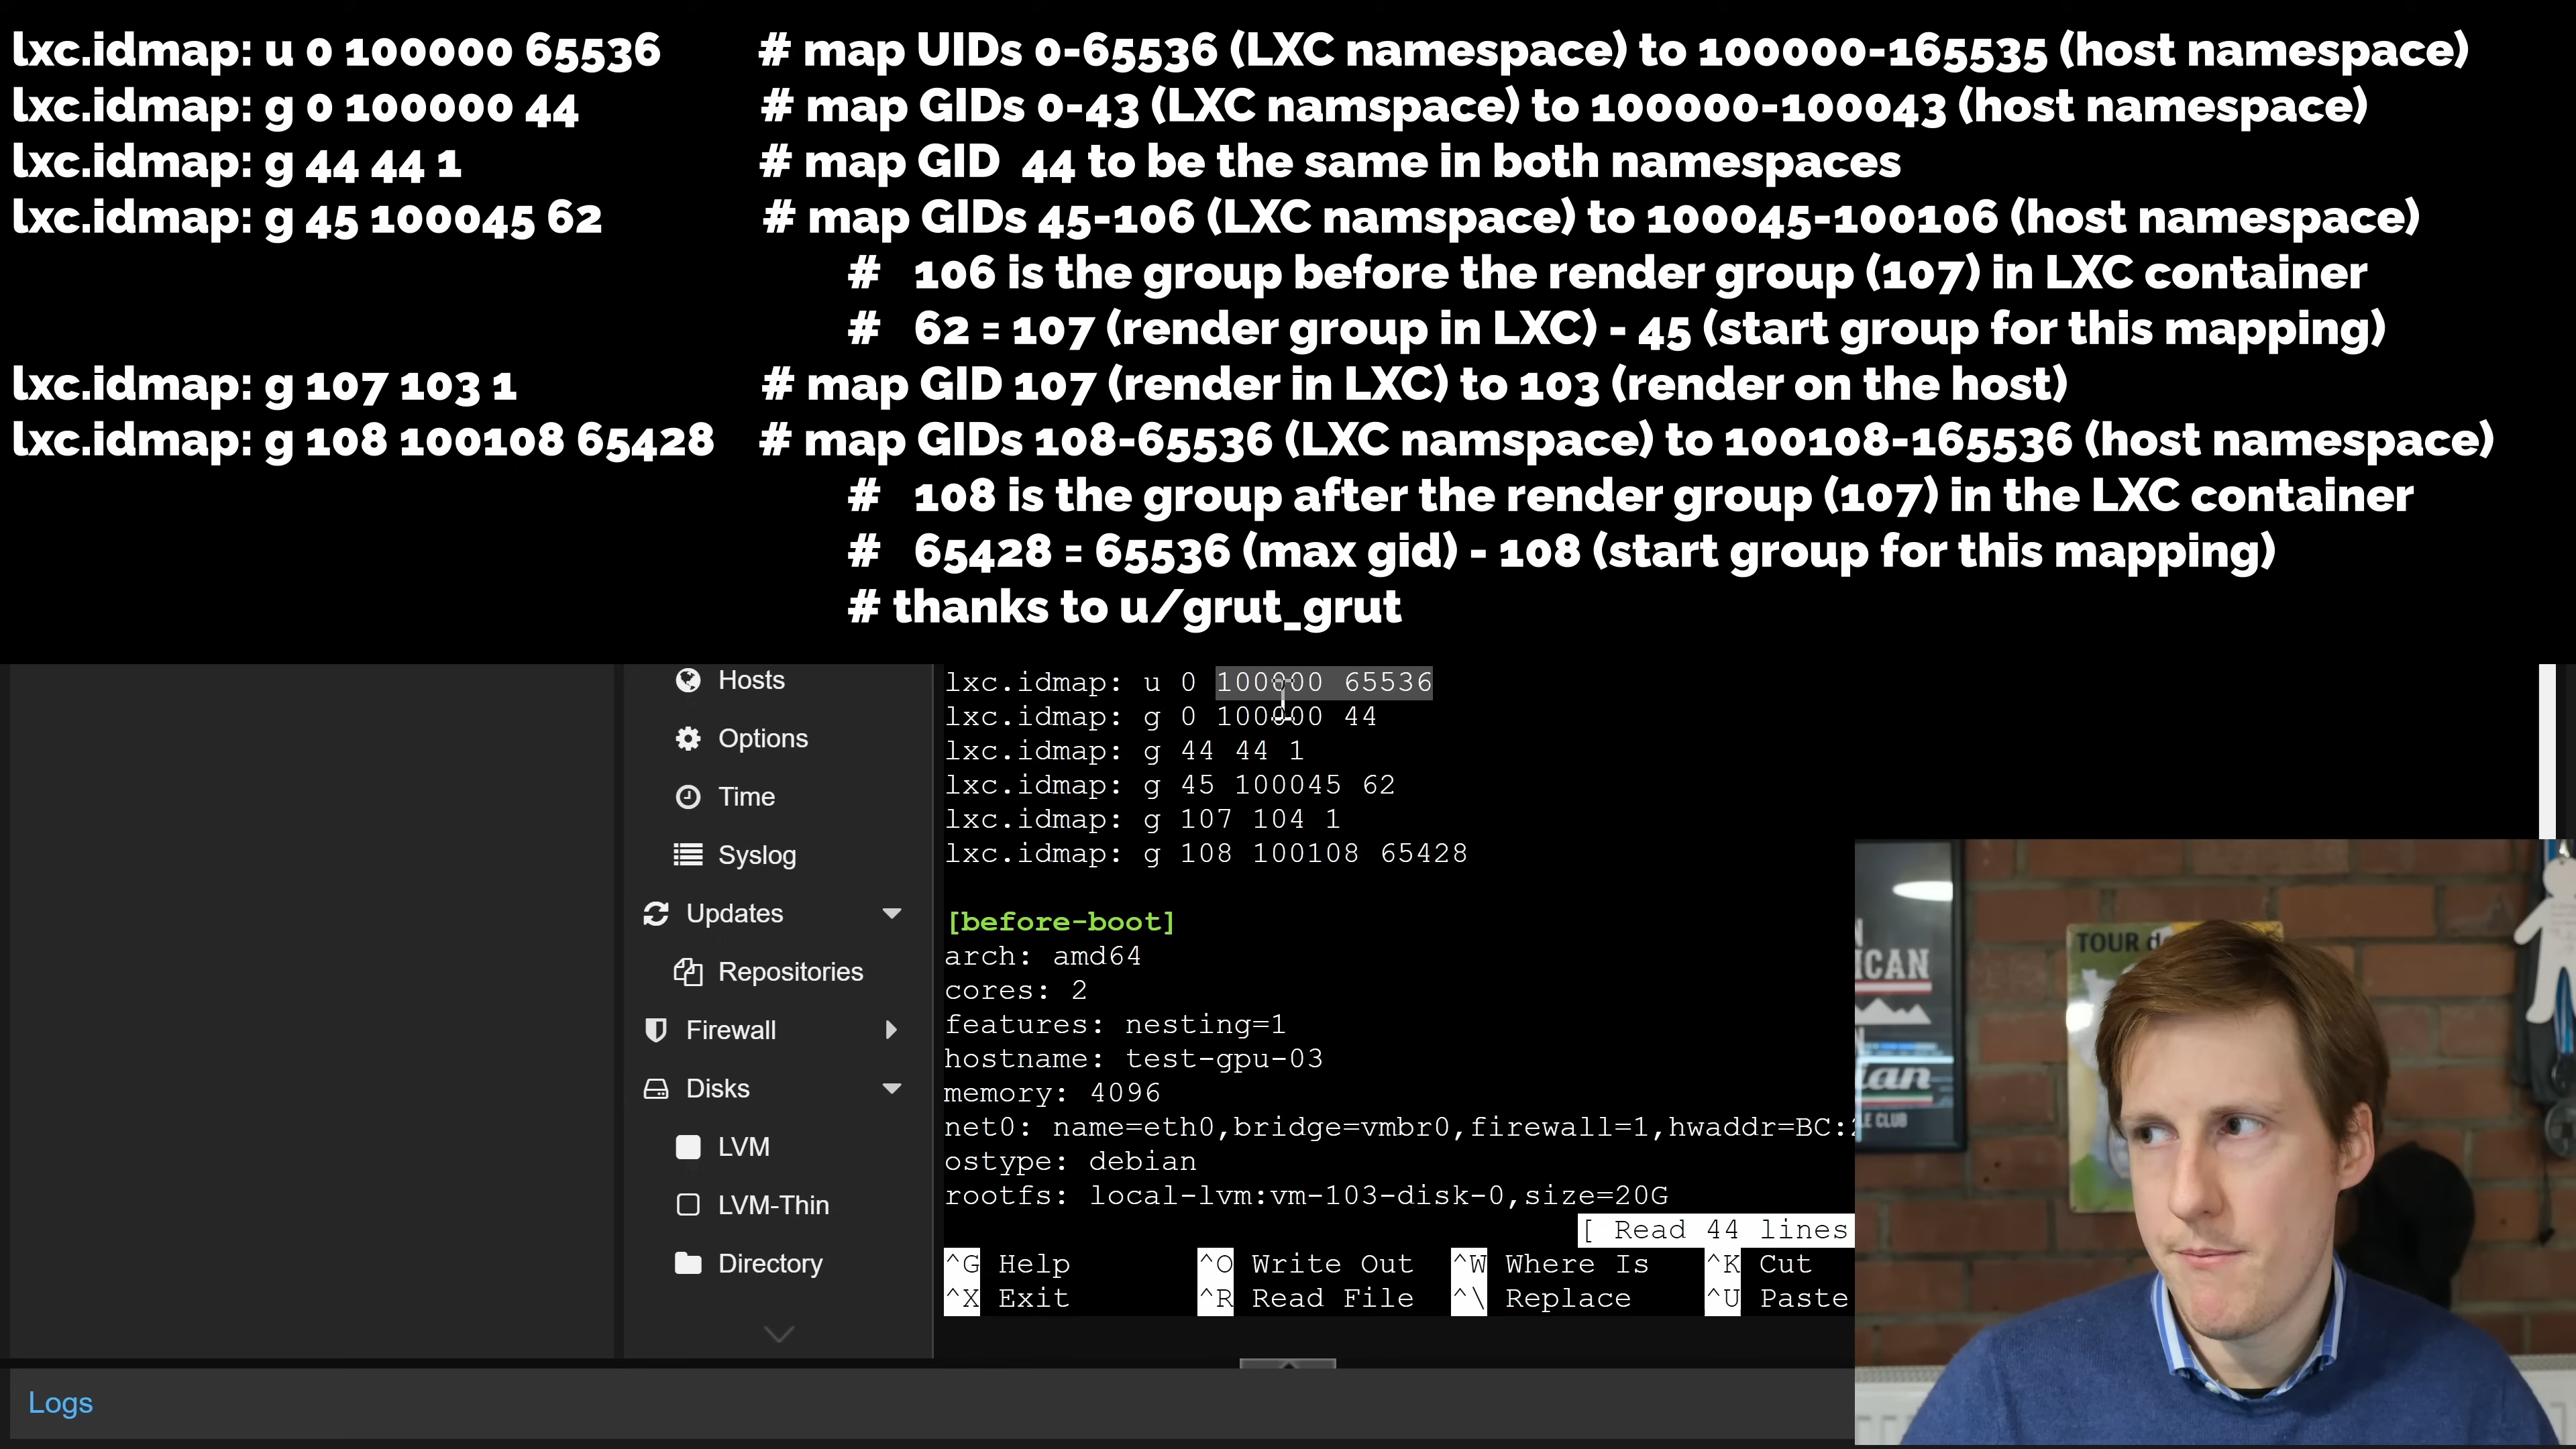 lxc.idmap: u 0 100000 65536 # map UIDs 0-65536 (LXC namespace) to 100000-165535 (host namespace)
lxc.idmap: g 0 100000 44 # map GIDs 0-43 (LXC namspace) to 100000-100043 (host namespace)
lxc.idmap: g 44 44 1 # map GID 44 to be the same in both namespaces
lxc.idmap: g 45 100045 62 # map GIDs 45-106 (LXC namspace) to 100045-100106 (host namespace)
# 106 is the group before the render group (107) in LXC container
# 62 = 107 (render group in LXC) - 45 (start group for this mapping)
lxc.idmap: g 107 103 1 # map GID 107 (render in LXC) to 103 (render on the host)
lxc.idmap: g 108 100108 65428 # map GIDs 108-65536 (LXC namspace) to 100108-165536 (host namespace)
# 108 is the group after the render group (107) in the LXC container
# 65428 = 65536 (max gid) - 108 (start group for this mapping)
# thanks to u/grut_grut
Hosts
Options
Time
Syslog
Updates
Repositories
Firewall
Disks
LVM
LVM-Thin
Directory
lxc.idmap: u 0 100000 65536
lxc.idmap: g 0 100000 44
lxc.idmap: g 44 44 1
lxc.idmap: g 45 100045 62
lxc.idmap: g 107 104 1
lxc.idmap: g 108 100108 65428
[before-boot]
arch: amd64
cores: 2
features: nesting=1
hostname: test-gpu-03
memory: 4096
net0: name=eth0,bridge=vmbr0,firewall=1,hwaddr=BC:
ostype: debian
rootfs: local-lvm:vm-103-disk-0,size=20G
[ Read 44 lines
^G Help ^O Write Out ^W Where Is ^K Cut
^X Exit ^R Read File ^\ Replace ^U Paste
Logs
TOUR d
ICAN
LE CLUB